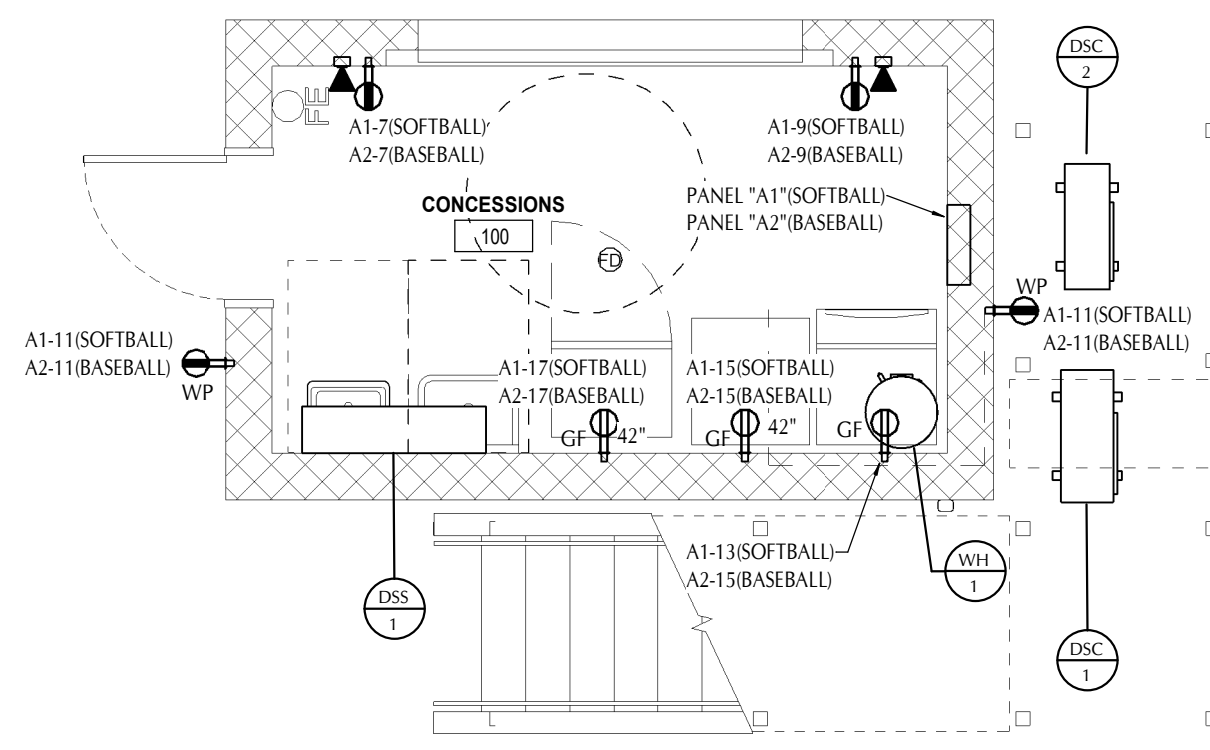 DSC
2
FE
A1-7(SOFTBALL)
A2-7(BASEBALL)
A1-9(SOFTBALL)
A2-9(BASEBALL)
CONCESSIONS
100
PANEL "A1"(SOFTBALL)
PANEL "A2"(BASEBALL)
FD
WP
A1-11(SOFTBALL)
A2-11(BASEBALL)
A1-11(SOFTBALL)
A2-11(BASEBALL)
WP
A1-17(SOFTBALL)
A2-17(BASEBALL)
GF
42"
A1-15(SOFTBALL)
A2-15(BASEBALL)
GF
42"
GF
A1-13(SOFTBALL)
A2-15(BASEBALL)
WH
1
DSS
1
DSC
1